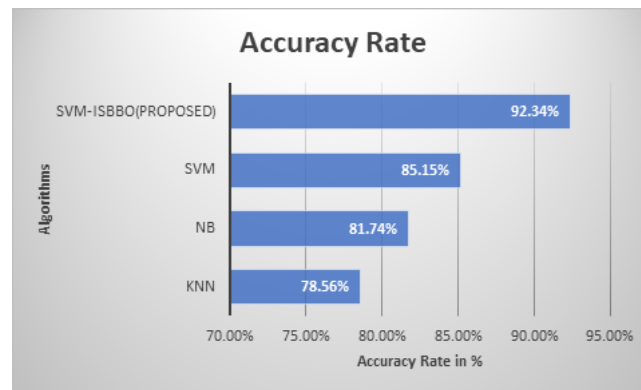 Accuracy Rate
SVM-ISBBO(PROPOSED)
92.34%
SVM
85.15%
NB
81.74%
KNN
78.56%
Algorithms
70.00% 75.00% 80.00% 85.00% 90.00% 95.00%
Accuracy Rate in %